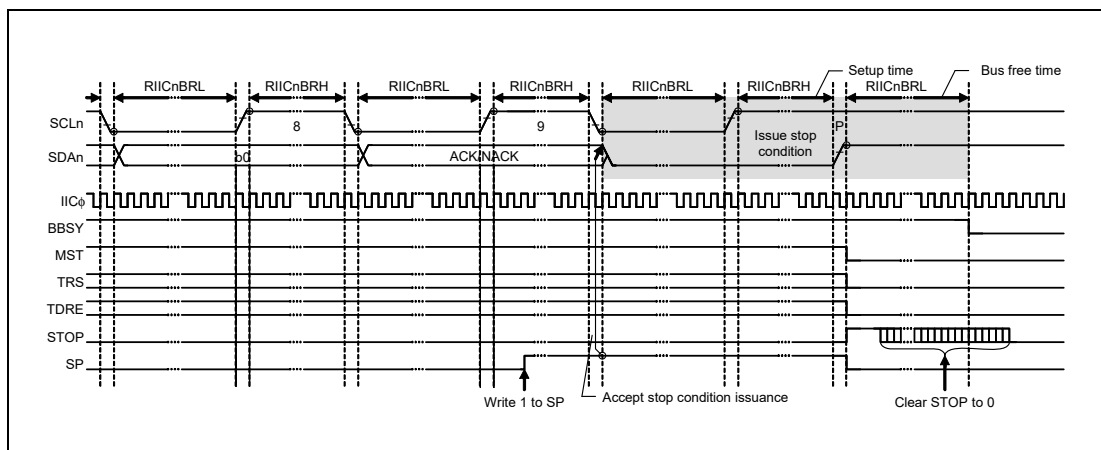 Setup time
Bus free time
RIICnBRL RIICnBRH RIICnBRL RIICnBRH RIICnBRL RIICnBRH RIICnBRL
SCLn 8 9 P
Issue stop
condition
SDAn b0 ACK/NACK
IICϕ
BBSY
MST
TRS
TDRE
STOP
SP
Write 1 to SP Accept stop condition issuance Clear STOP to 0